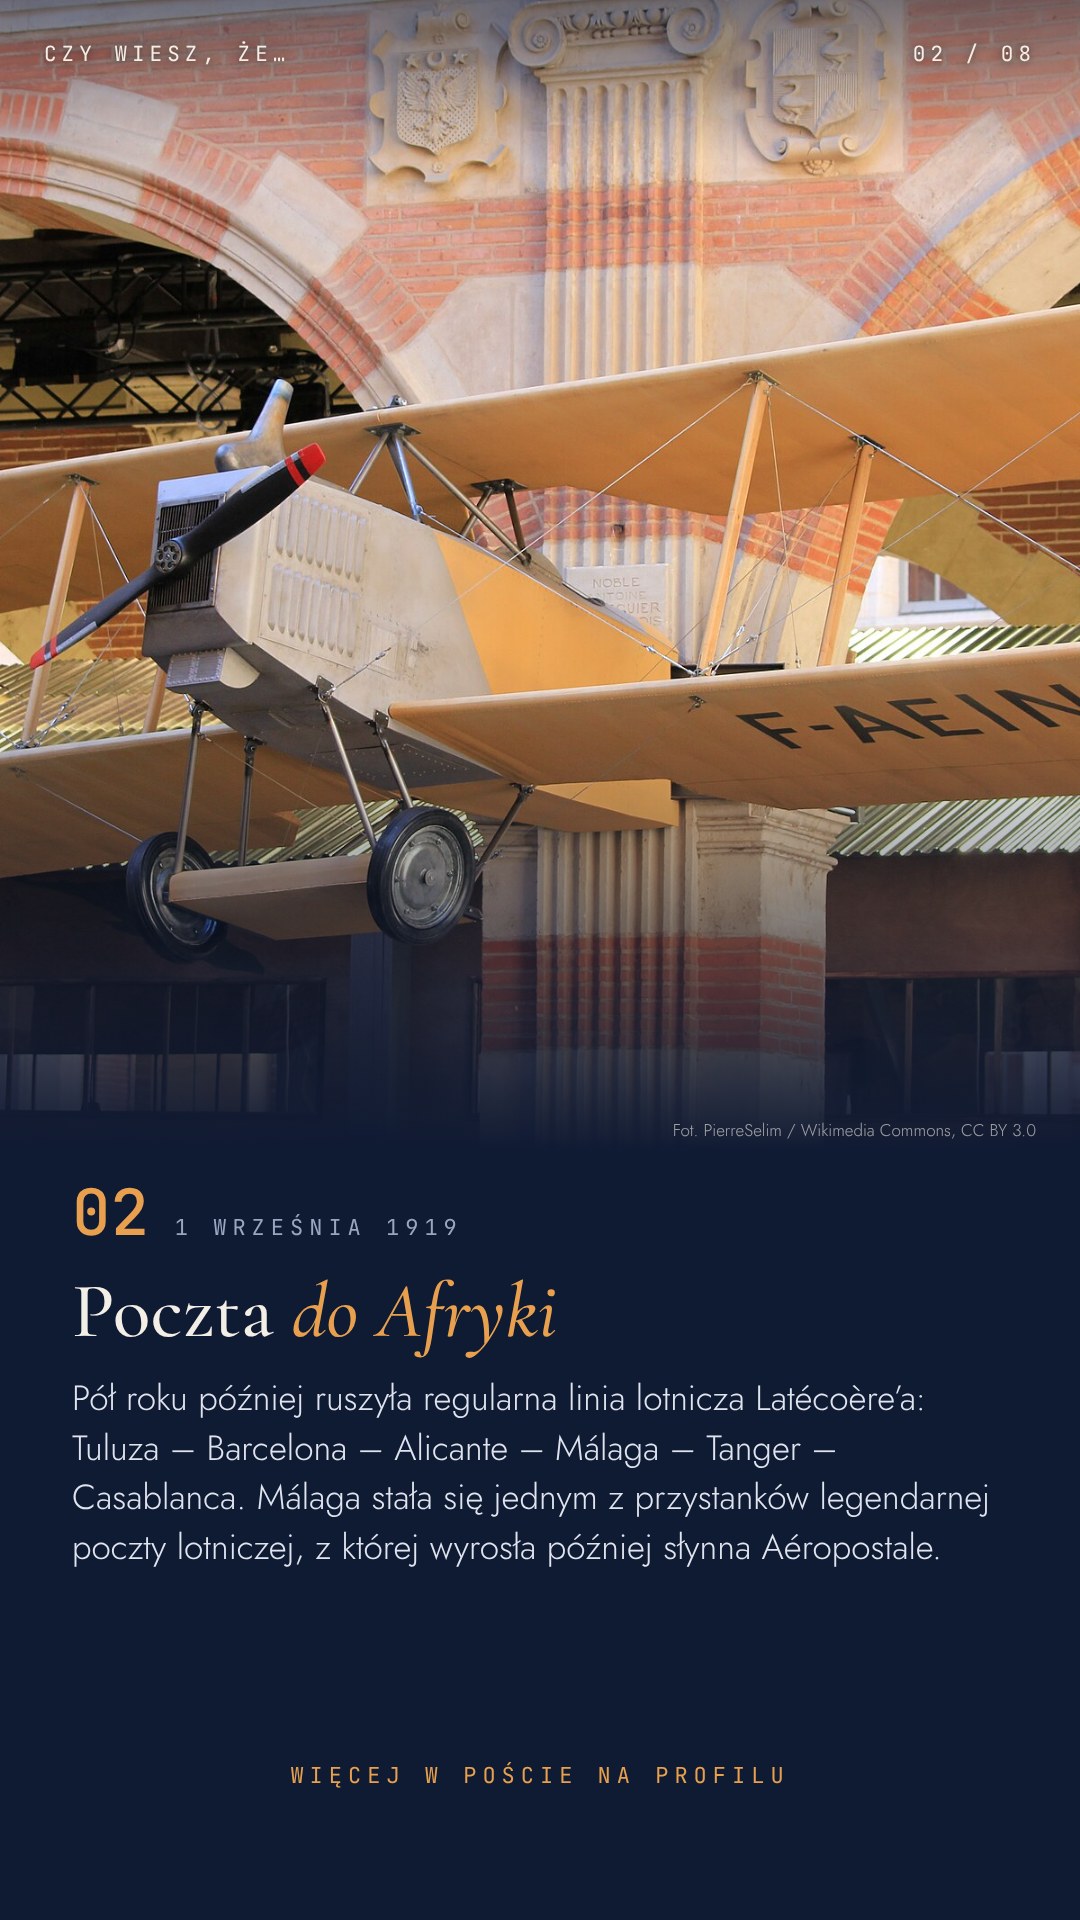 CZY WIESZ, ŻE…
02 / 08
NOBLE
F-AEIN
Fot. PierreSelim / Wikimedia Commons, CC BY 3.0
02 1 WRZEŚNIA 1919
Poczta do Afryki
Pół roku później ruszyła regularna linia lotnicza Latécoère’a:
Tuluza – Barcelona – Alicante – Málaga – Tanger –
Casablanca. Málaga stała się jednym z przystanków legendarnej
poczty lotniczej, z której wyrosła później słynna Aéropostale.
WIĘCEJ W POŚCIE NA PROFILU